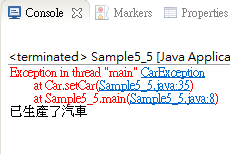 Console
Markers
Properties
<terminated> Sample5_5 [Java Applica
Exception in thread "main" CarException
at Car.setCar(Sample5_5.java:35)
at Sample5_5.main(Sample5_5.java:8)
已生產了汽車